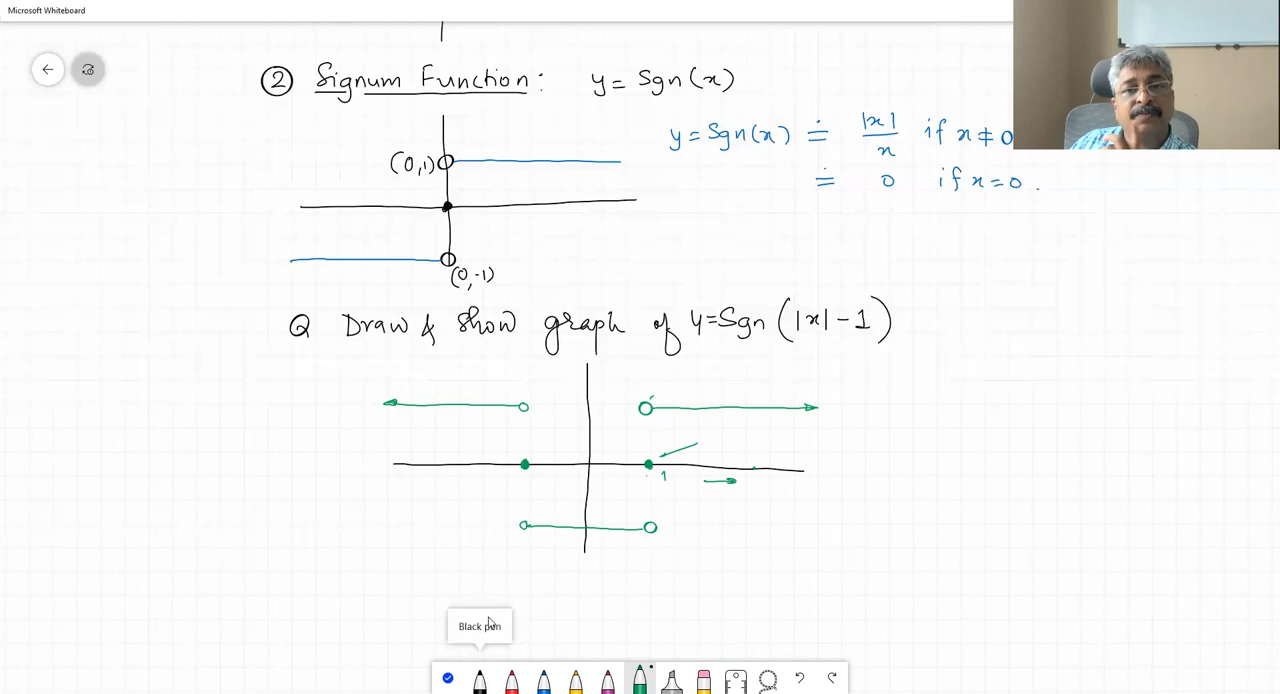 Microsoft Whiteboard
② Signum Function: y = Sgn(x)
y = Sgn(x) ≐ |x|/x if x ≠ 0
≐ 0 if x = 0.
(0,1)
(0,-1)
Q Draw & Show graph of y=Sgn(|x|-1)
1
Black pen